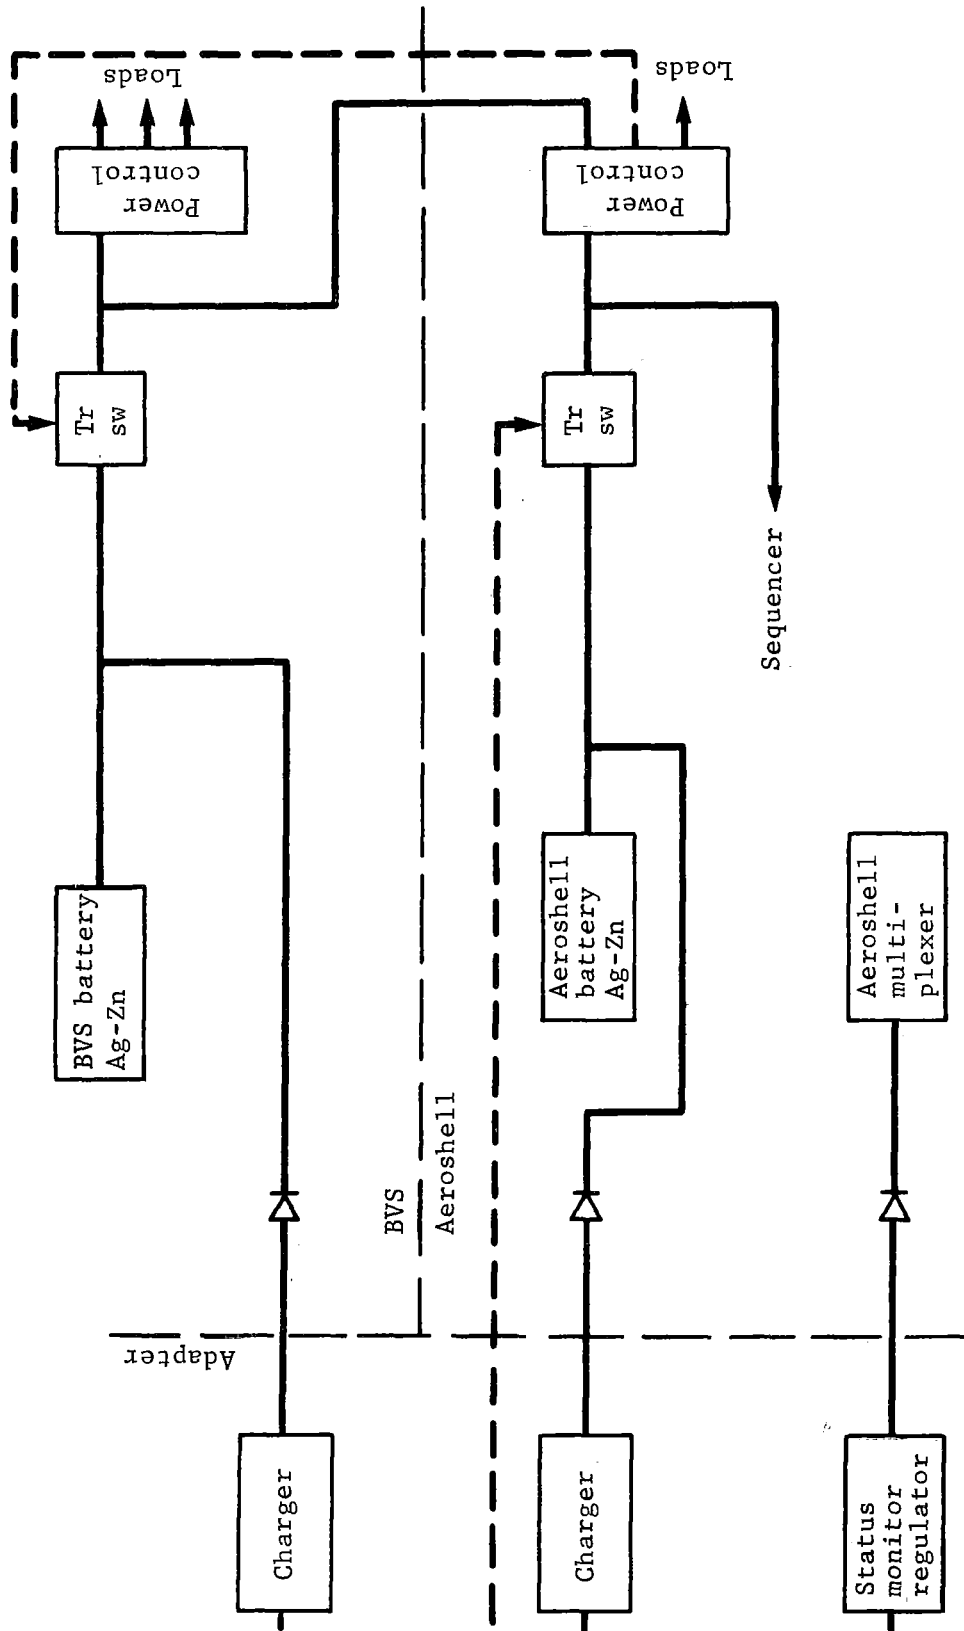 Loads
Loads
Power
control
Power
control
Tr
sw
Tr
sw
Sequencer
BVS battery
Ag-Zn
Aeroshell
battery
Ag-Zn
Aeroshell
multi-
plexer
BVS
Aeroshell
Adapter
Charger
Charger
Status
monitor
regulator